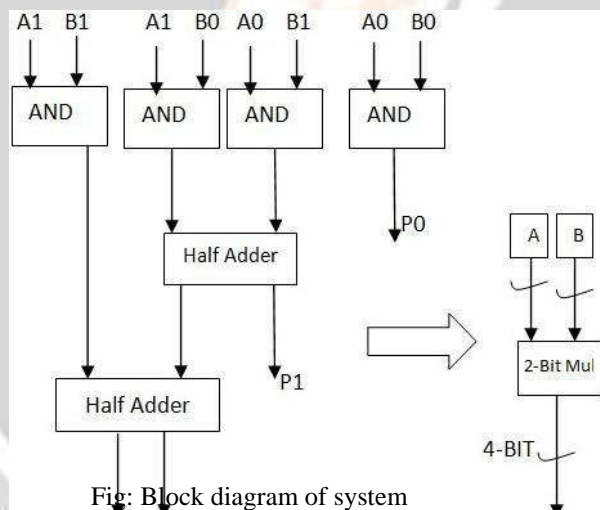 A1 B1 A1 B0 A0 B1 A0 B0
AND AND AND AND
P0
A B
Half Adder
2-Bit Mul
P1
Half Adder
4-BIT
Fig: Block diagram of system